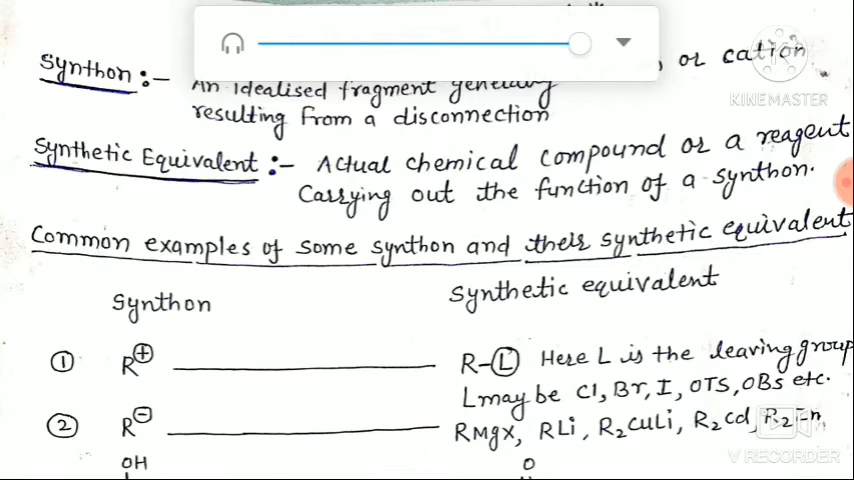 Synthon :- or cation
An idealised fragment generally
resulting from a disconnection
KINEMASTER
Synthetic Equivalent :- Actual chemical compound or a reagent
Carrying out the function of a synthon.
Common examples of some synthon and their synthetic equivalent
Synthon Synthetic equivalent
① R⊕ R-Ⓛ Here L is the leaving group
L may be Cl, Br, I, OTS, OBs etc.
② R⊖ RMgX, RLi, R₂CuLi, R₂Cd, R₂Zn
V RECORDER
OH O